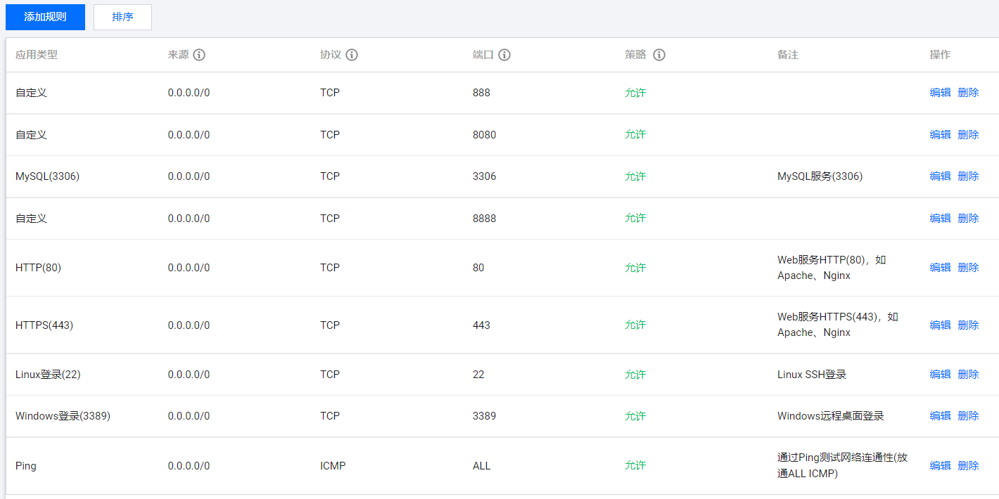 添加规则 排序
应用类型 来源 协议 端口 策略 备注 操作
自定义 0.0.0.0/0 TCP 888 允许 编辑 删除
自定义 0.0.0.0/0 TCP 8080 允许 编辑 删除
MySQL(3306) 0.0.0.0/0 TCP 3306 允许 MySQL服务(3306) 编辑 删除
自定义 0.0.0.0/0 TCP 8888 允许 编辑 删除
HTTP(80) 0.0.0.0/0 TCP 80 允许 Web服务HTTP(80)，如 编辑 删除
Apache、Nginx
HTTPS(443) 0.0.0.0/0 TCP 443 允许 Web服务HTTPS(443)，如 编辑 删除
Apache、Nginx
Linux登录(22) 0.0.0.0/0 TCP 22 允许 Linux SSH登录 编辑 删除
Windows登录(3389) 0.0.0.0/0 TCP 3389 允许 Windows远程桌面登录 编辑 删除
Ping 0.0.0.0/0 ICMP ALL 允许 通过Ping测试网络连通性(放 编辑 删除
通ALL ICMP)